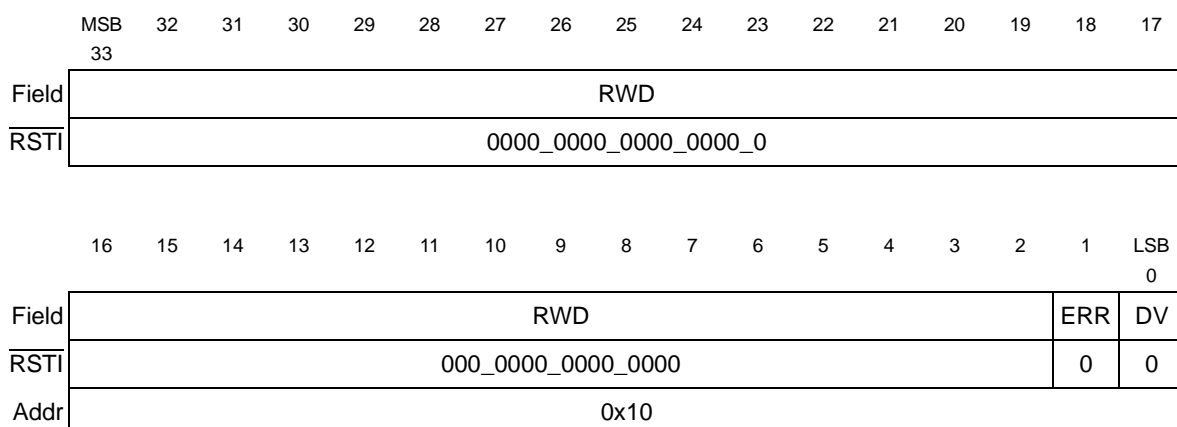 MSB 32 31 30 29 28 27 26 25 24 23 22 21 20 19 18 17
33
Field RWD
RSTI 0000_0000_0000_0000_0
16 15 14 13 12 11 10 9 8 7 6 5 4 3 2 1 LSB
0
Field RWD ERR DV
RSTI 000_0000_0000_0000 0 0
Addr 0x10